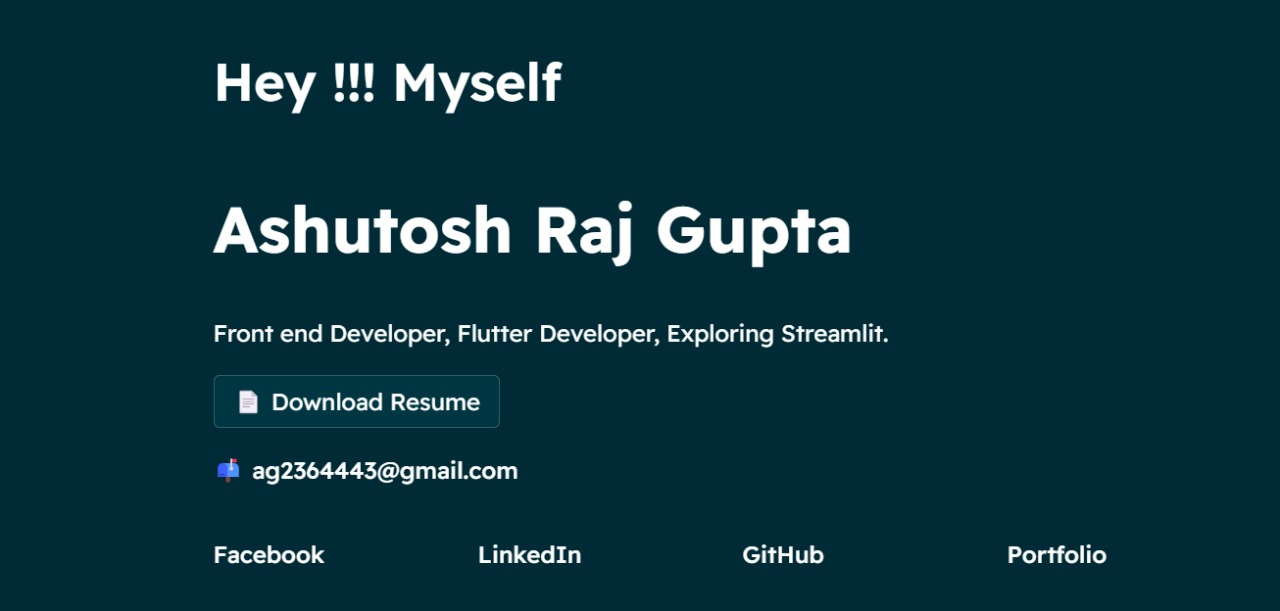 Hey !!! Myself
Ashutosh Raj Gupta
Front end Developer, Flutter Developer, Exploring Streamlit.
Download Resume
ag2364443@gmail.com
Facebook LinkedIn GitHub Portfolio